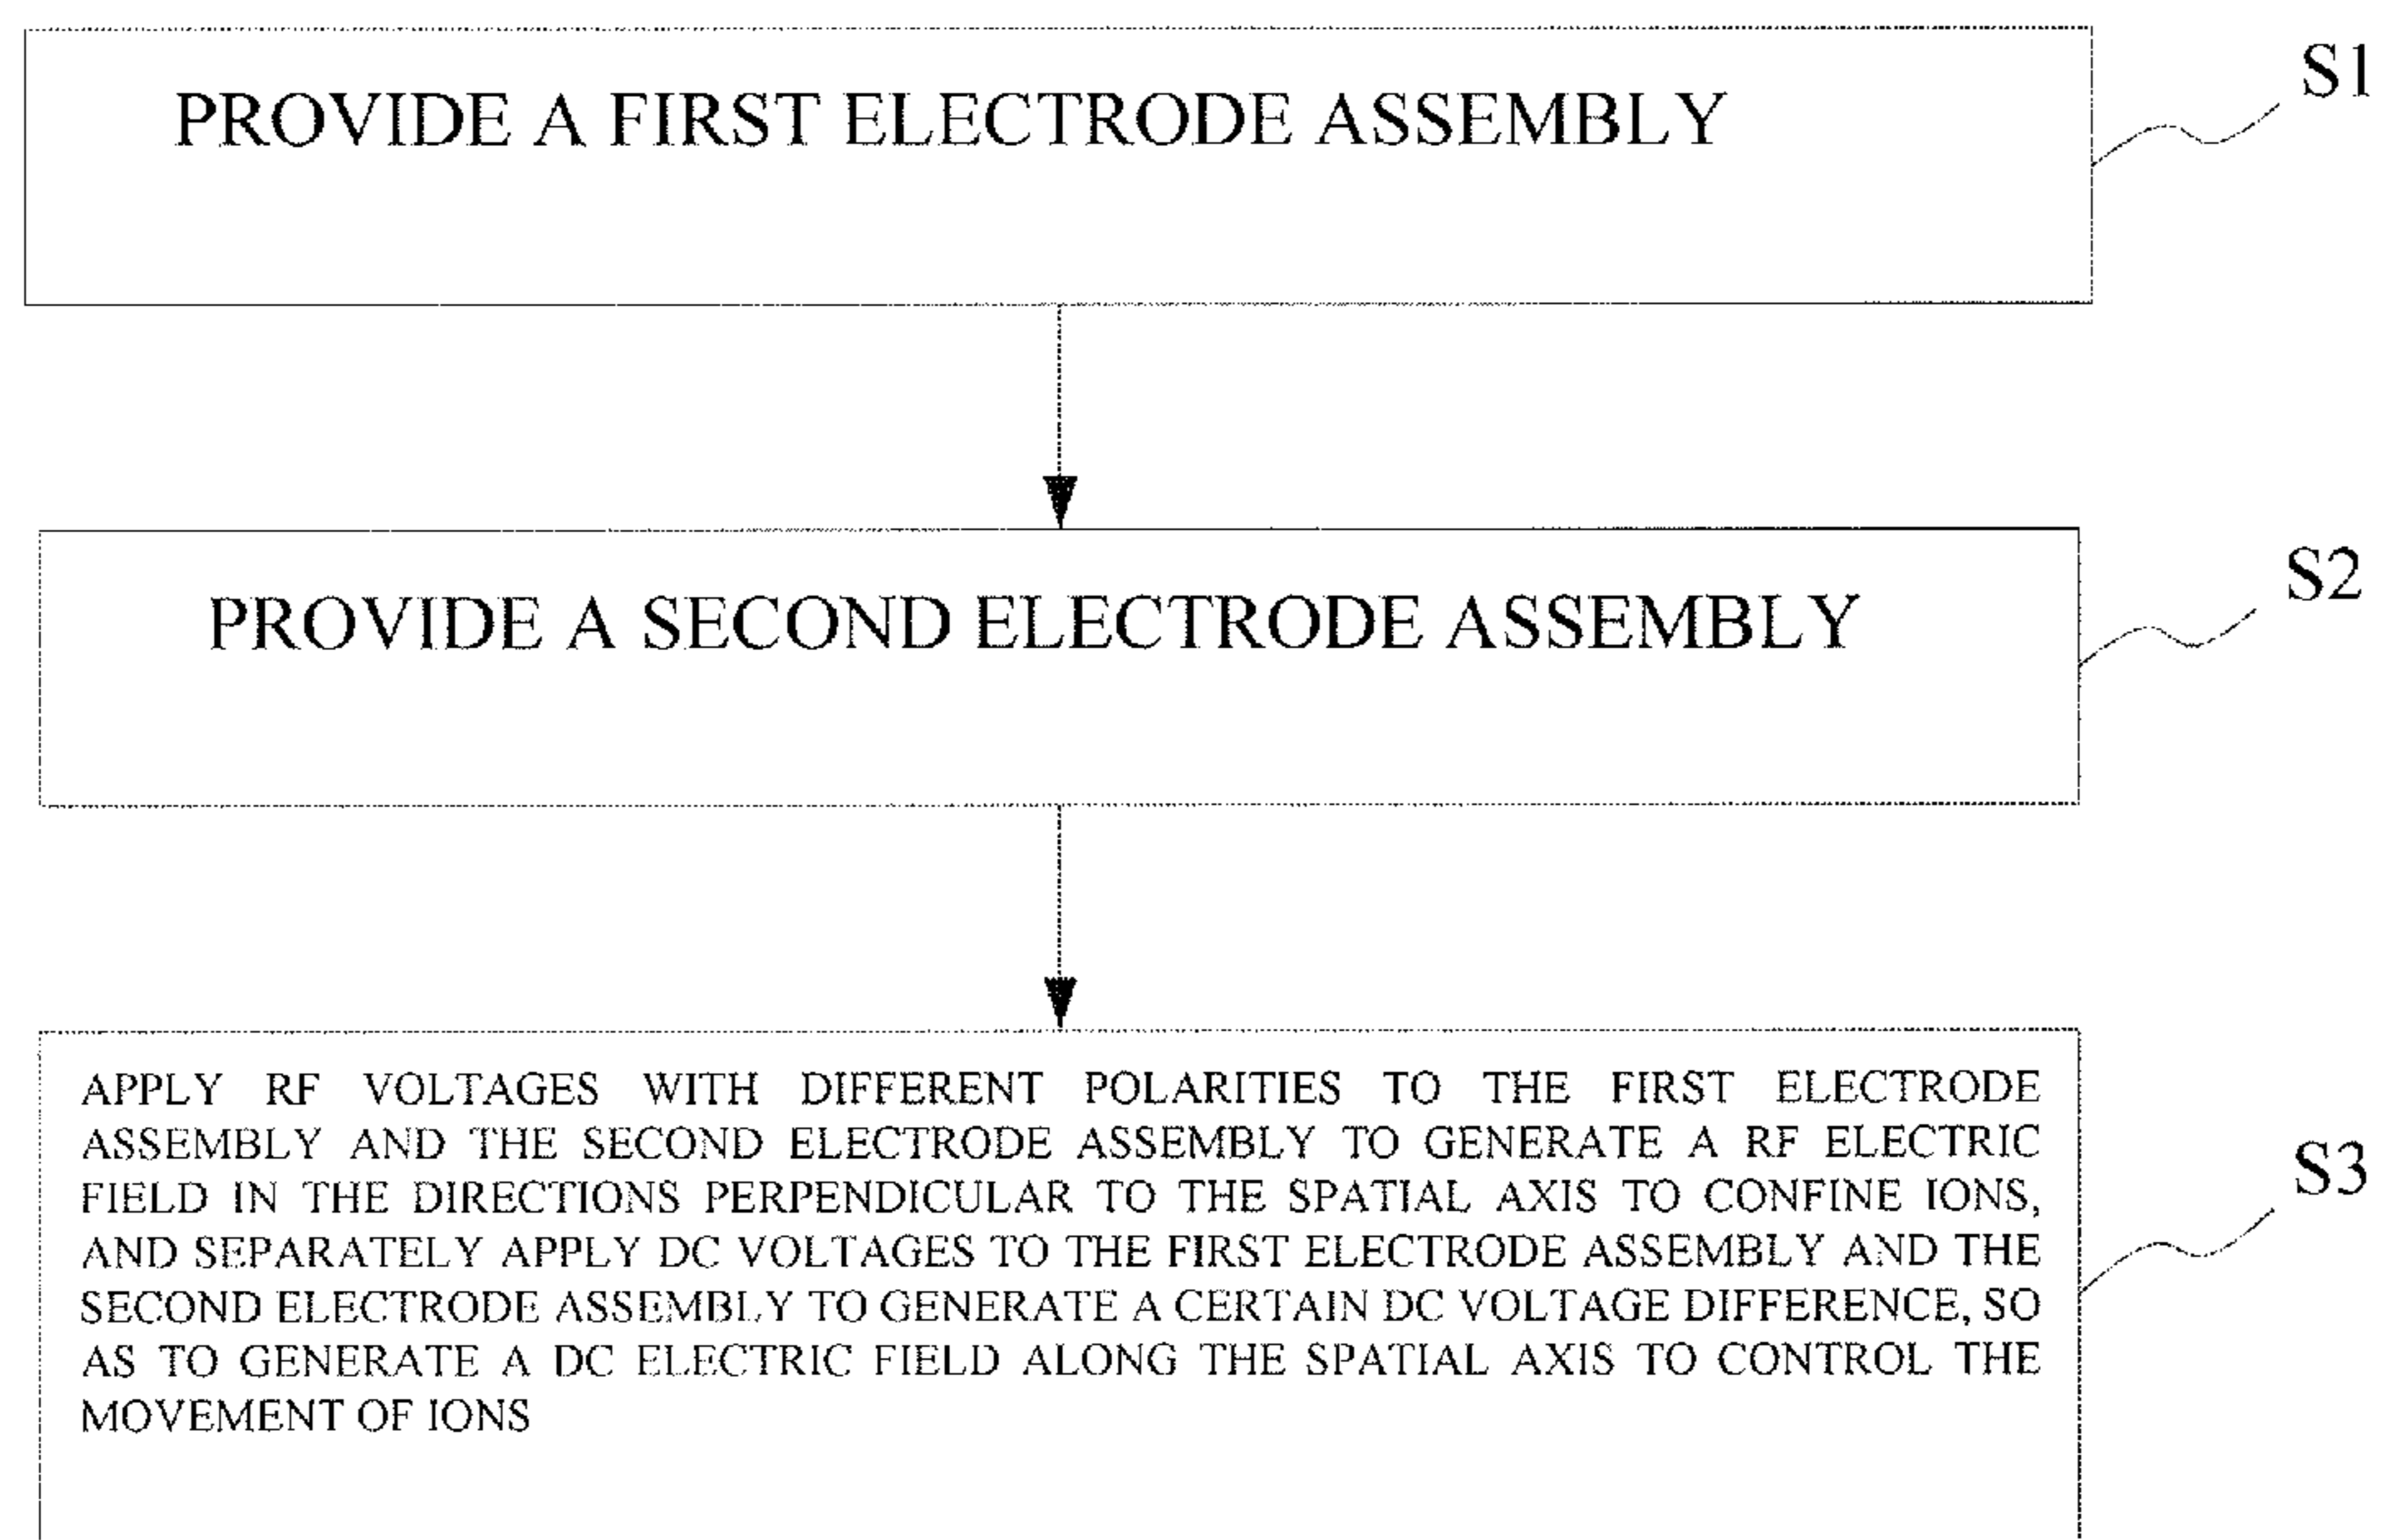 PROVIDE A FIRST ELECTRODE ASSEMBLY
S1
PROVIDE A SECOND ELECTRODE ASSEMBLY
S2
APPLY RF VOLTAGES WITH DIFFERENT POLARITIES TO THE FIRST ELECTRODE
ASSEMBLY AND THE SECOND ELECTRODE ASSEMBLY TO GENERATE A RF ELECTRIC
FIELD IN THE DIRECTIONS PERPENDICULAR TO THE SPATIAL AXIS TO CONFINE IONS,
AND SEPARATELY APPLY DC VOLTAGES TO THE FIRST ELECTRODE ASSEMBLY AND THE
SECOND ELECTRODE ASSEMBLY TO GENERATE A CERTAIN DC VOLTAGE DIFFERENCE, SO
AS TO GENERATE A DC ELECTRIC FIELD ALONG THE SPATIAL AXIS TO CONTROL THE
MOVEMENT OF IONS
S3